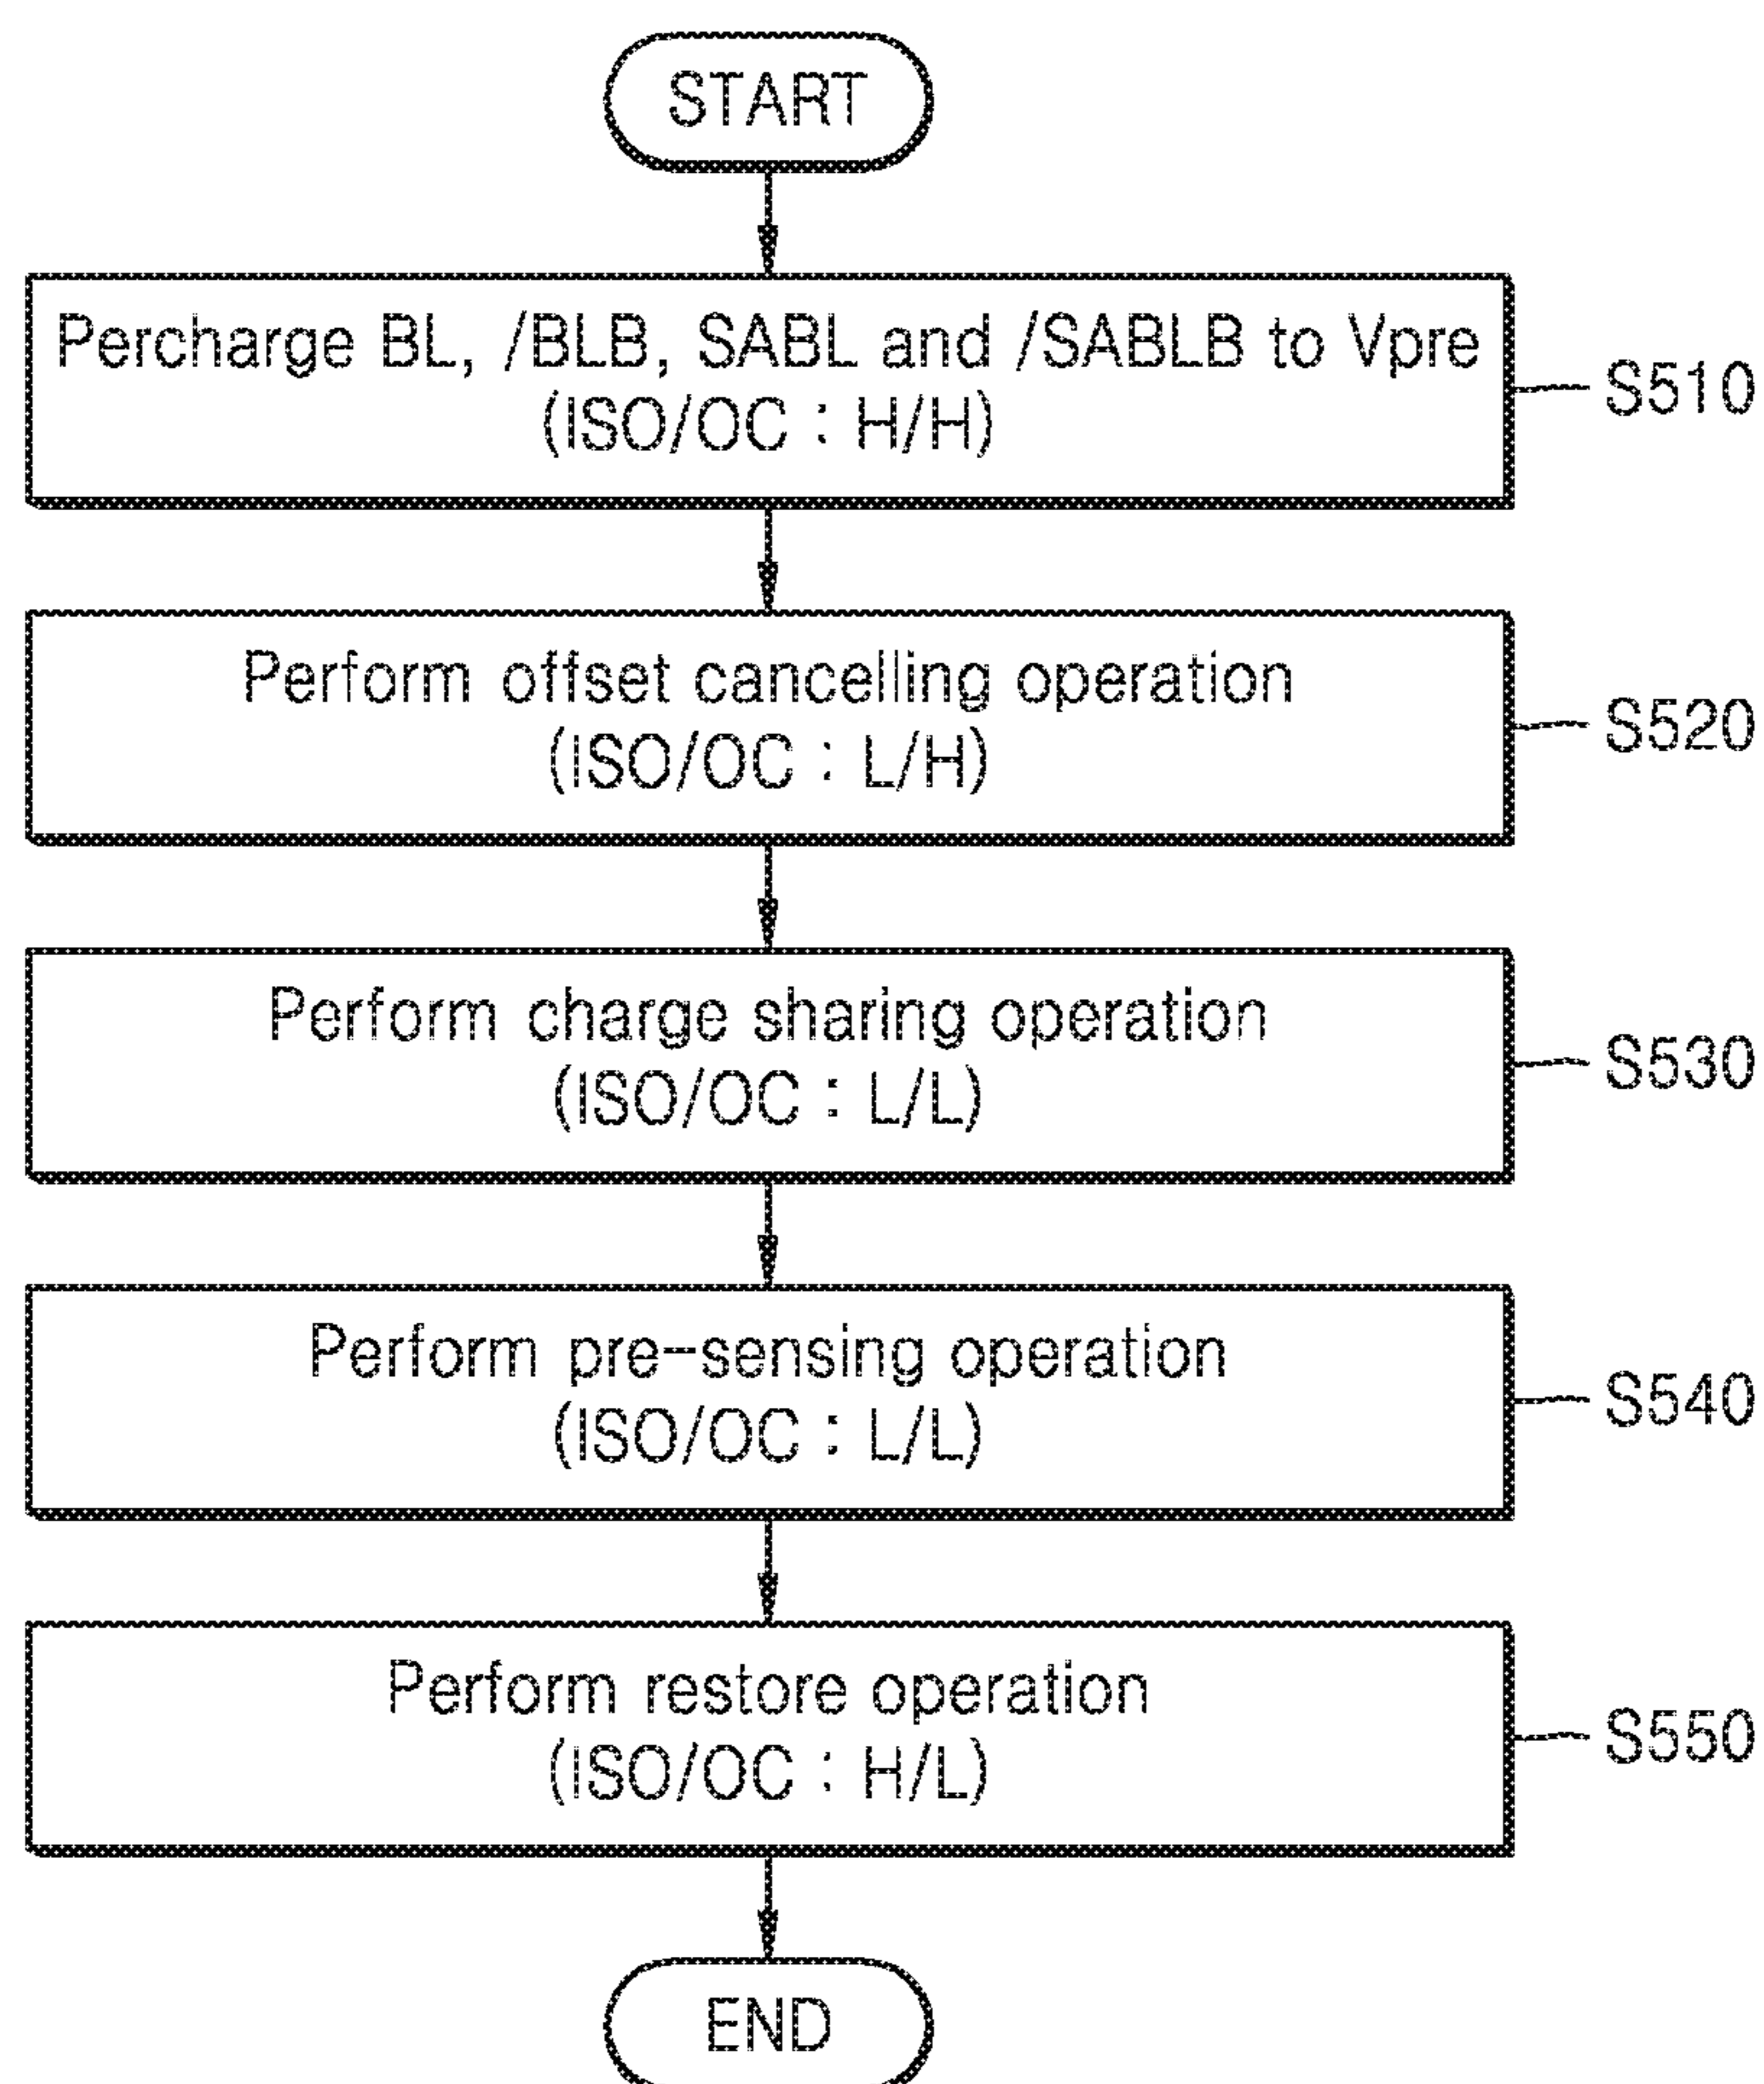 START
Percharge BL, /BLB, SABL and /SABLB to Vpre
(ISO/OC : H/H)
S510
Perform offset cancelling operation
(ISO/OC : L/H)
S520
Perform charge sharing operation
(ISO/OC : L/L)
S530
Perform pre-sensing operation
(ISO/OC : L/L)
S540
Perform restore operation
(ISO/OC : H/L)
S550
END